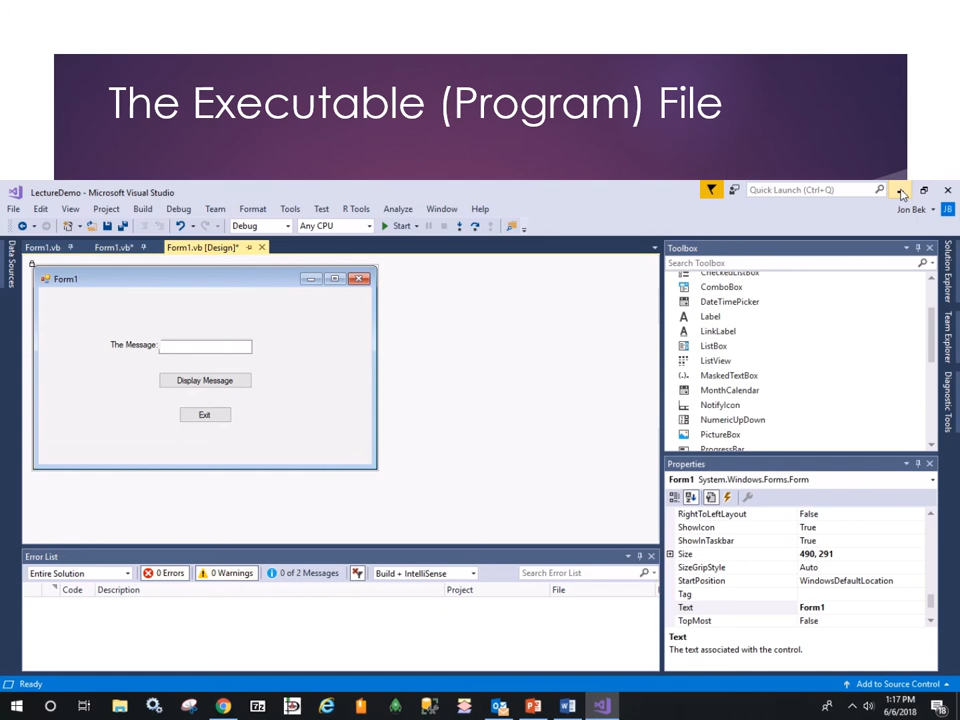 The Executable (Program) File
LectureDemo - Microsoft Visual Studio
Quick Launch (Ctrl+Q)
File Edit View Project Build Debug Team Format Tools Test R Tools Analyze Window Help
Jon Bek JB
Debug Any CPU Start
Data Sources
Form1.vb Form1.vb* Form1.vb [Design]*
Form1
The Message:
Display Message
Exit
Toolbox
Search Toolbox
CheckedListBox
ComboBox
DateTimePicker
Label
LinkLabel
ListBox
ListView
MaskedTextBox
MonthCalendar
NotifyIcon
NumericUpDown
PictureBox
ProgressBar
Solution Explorer
Team Explorer
Diagnostic Tools
Properties
Form1 System.Windows.Forms.Form
RightToLeftLayout False
ShowIcon True
ShowInTaskbar True
Size 490, 291
SizeGripStyle Auto
StartPosition WindowsDefaultLocation
Tag
Text Form1
TopMost False
Text
The text associated with the control.
Error List
Entire Solution 0 Errors 0 Warnings 0 of 2 Messages Build + IntelliSense Search Error List
Code Description Project File
Ready Add to Source Control
1:17 PM
6/6/2018
18